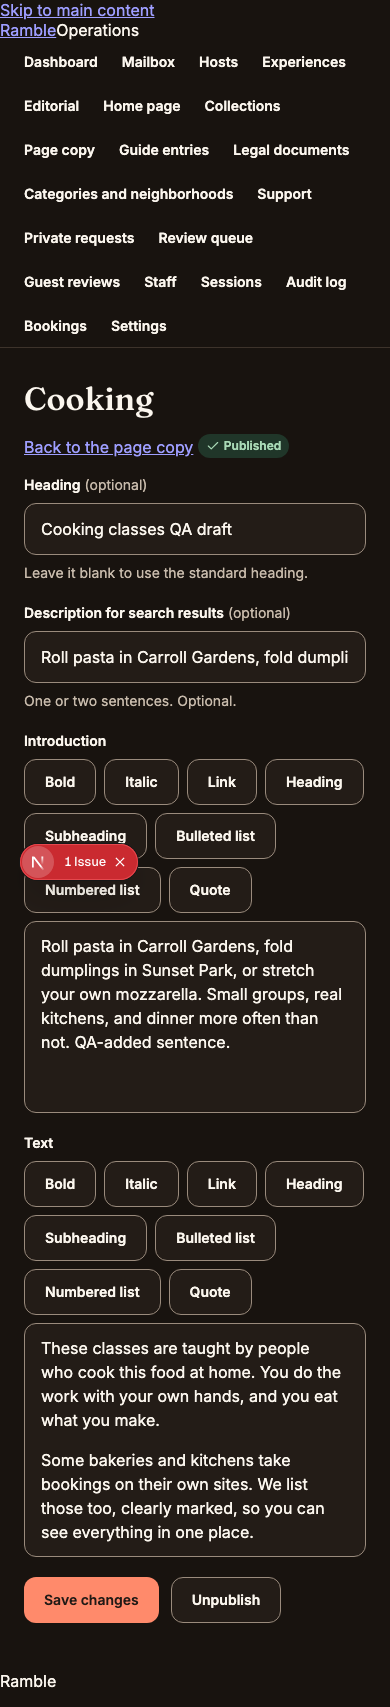 Skip to main content
RambleOperations
Dashboard Mailbox Hosts Experiences
Editorial Home page Collections
Page copy Guide entries Legal documents
Categories and neighborhoods Support
Private requests Review queue
Guest reviews Staff Sessions Audit log
Bookings Settings
Cooking
Back to the page copy Published
Heading (optional)
Cooking classes QA draft
Leave it blank to use the standard heading.
Description for search results (optional)
Roll pasta in Carroll Gardens, fold dumpli
One or two sentences. Optional.
Introduction
Bold Italic Link Heading
Subheading Bulleted list
N 1 Issue
Numbered list Quote
Roll pasta in Carroll Gardens, fold
dumplings in Sunset Park, or stretch
your own mozzarella. Small groups, real
kitchens, and dinner more often than
not. QA-added sentence.
Text
Bold Italic Link Heading
Subheading Bulleted list
Numbered list Quote
These classes are taught by people
who cook this food at home. You do the
work with your own hands, and you eat
what you make.
Some bakeries and kitchens take
bookings on their own sites. We list
those too, clearly marked, so you can
see everything in one place.
Save changes Unpublish
Ramble